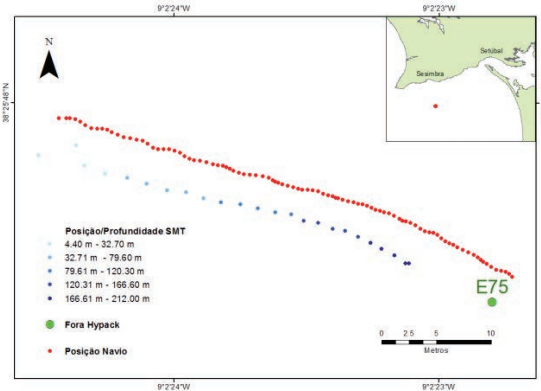 9°2'24"W
9°2'23"W
N
38°25'48"N
Setúbal
Sesimbra
Posição/Profundidade SMT
4.40 m - 32.70 m
32.71 m - 79.60 m
79.61 m - 120.30 m
120.31 m - 166.60 m
166.61 m - 212.00 m
Fora Hypack
Posição Navio
E75
0 2.5 5 10
Metros
9°2'24"W
9°2'23"W